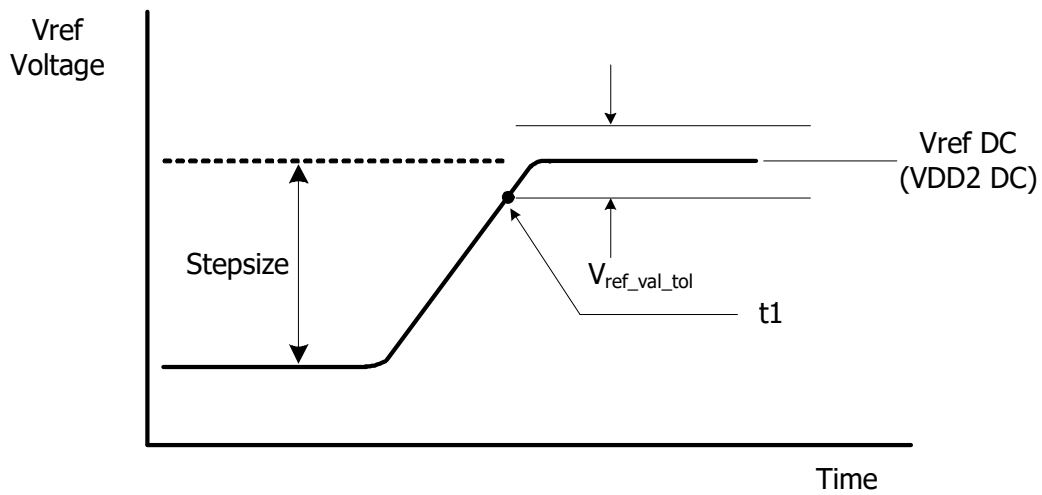 Vref
Voltage
Vref DC
(VDD2 DC)
Stepsize
Vref_val_tol
t1
Time